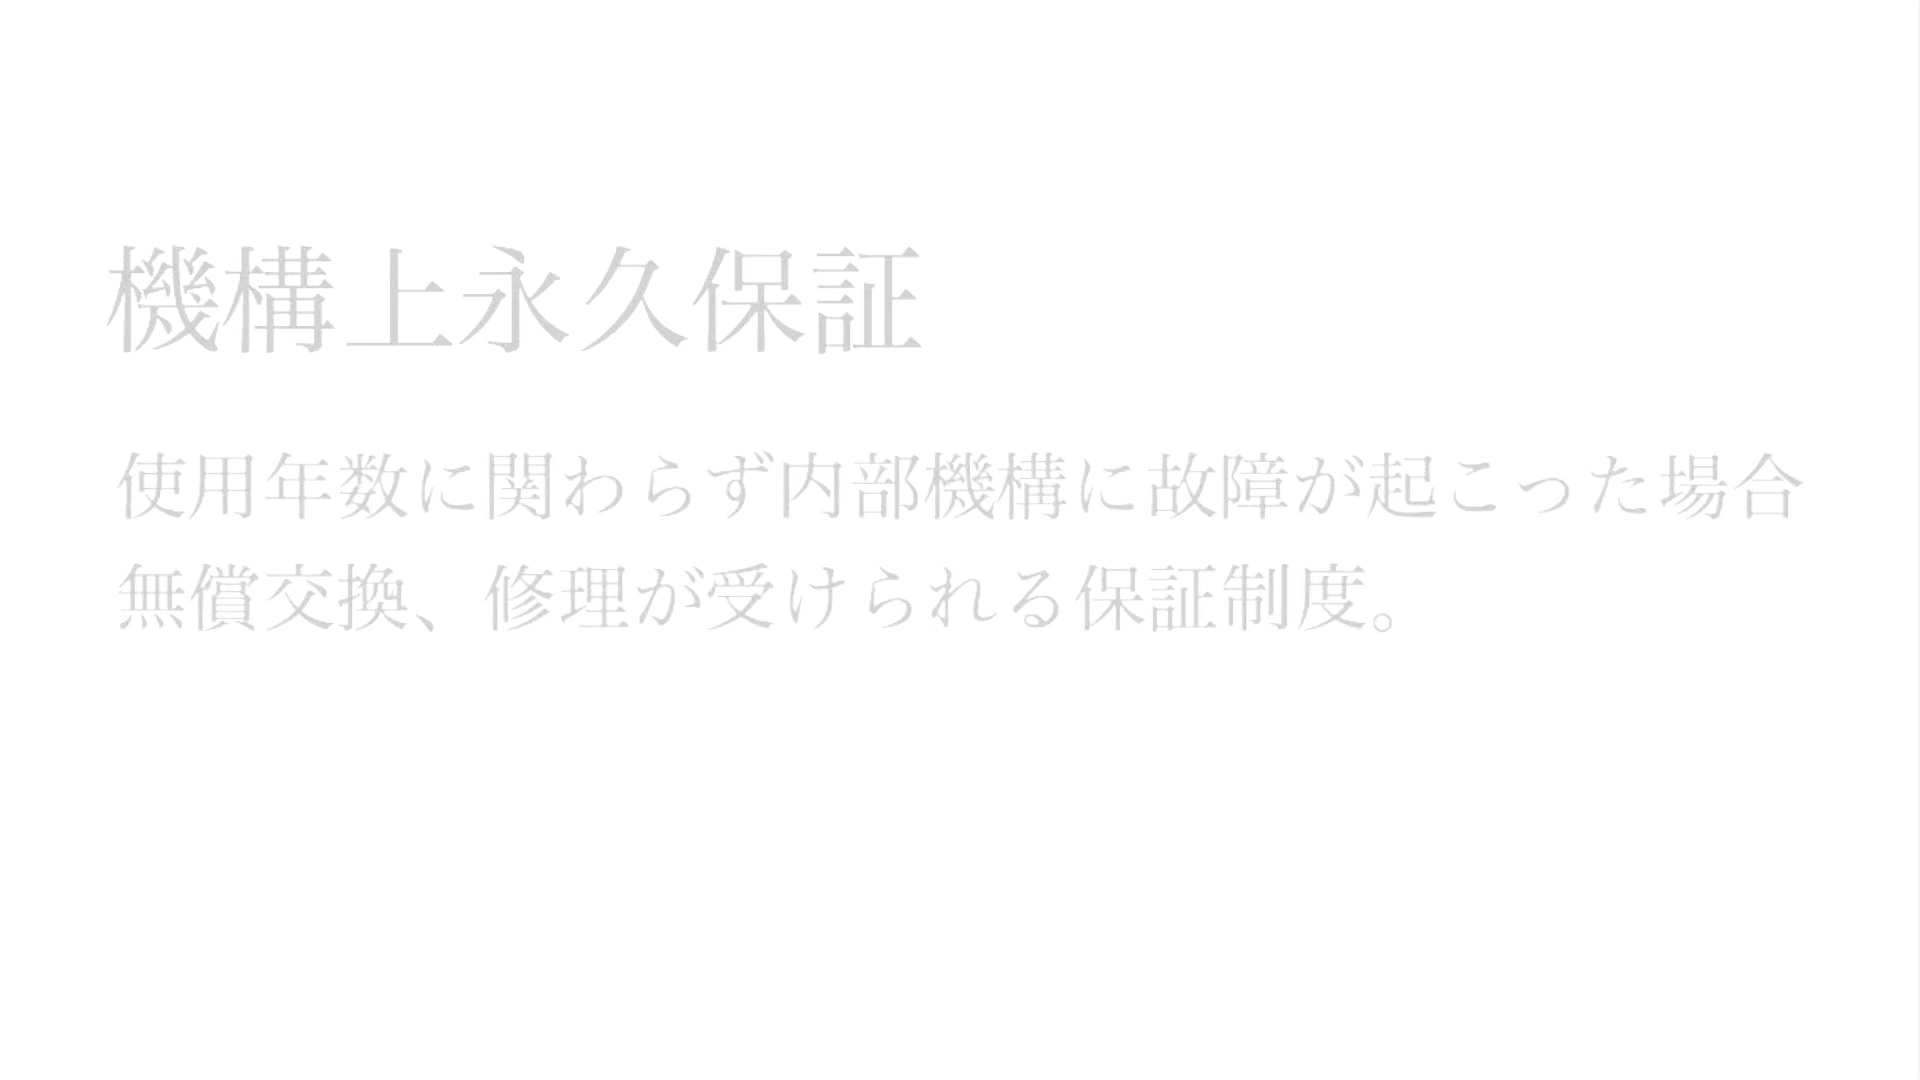 機構上永久保証
使用年数に関わらず内部機構に故障が起こった場合
無償交換、修理が受けられる保証制度。